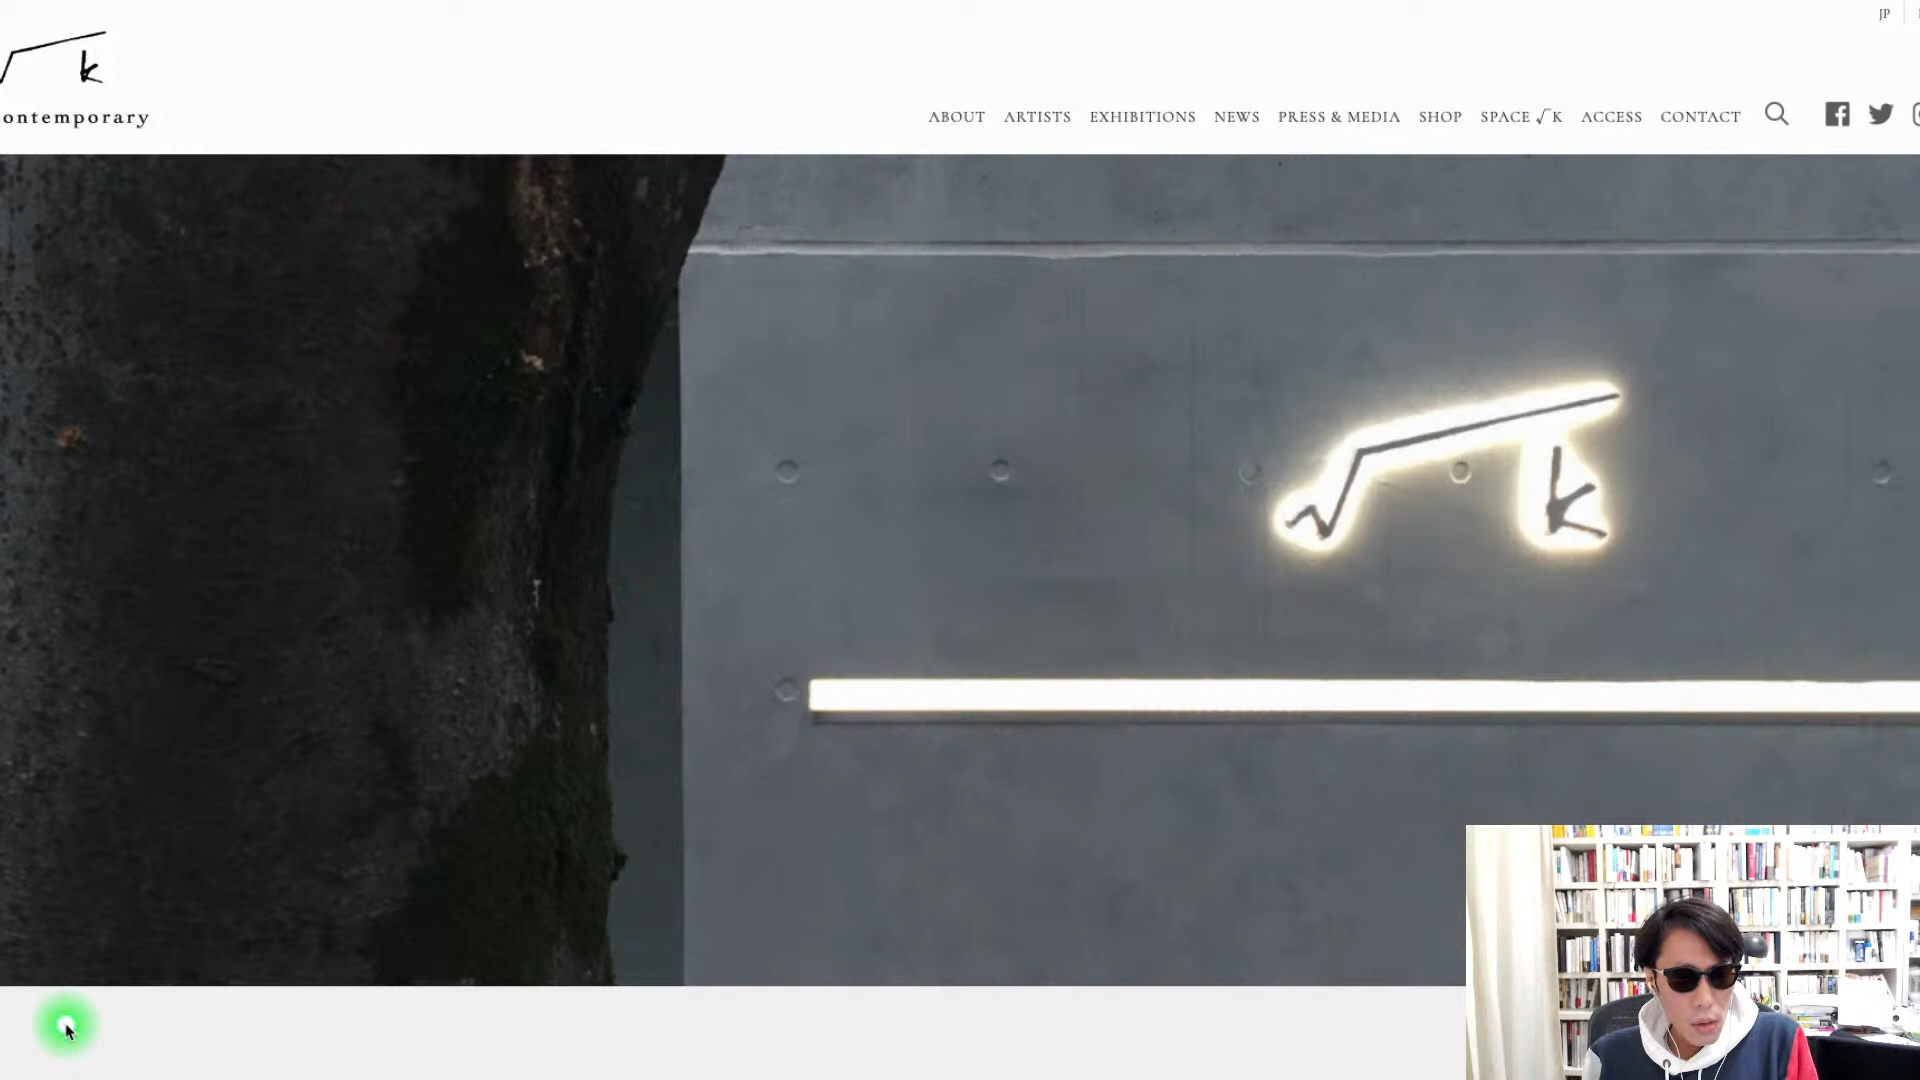 JP
√k
ontemporary
ABOUT ARTISTS EXHIBITIONS NEWS PRESS & MEDIA SHOP SPACE √K ACCESS CONTACT
√k